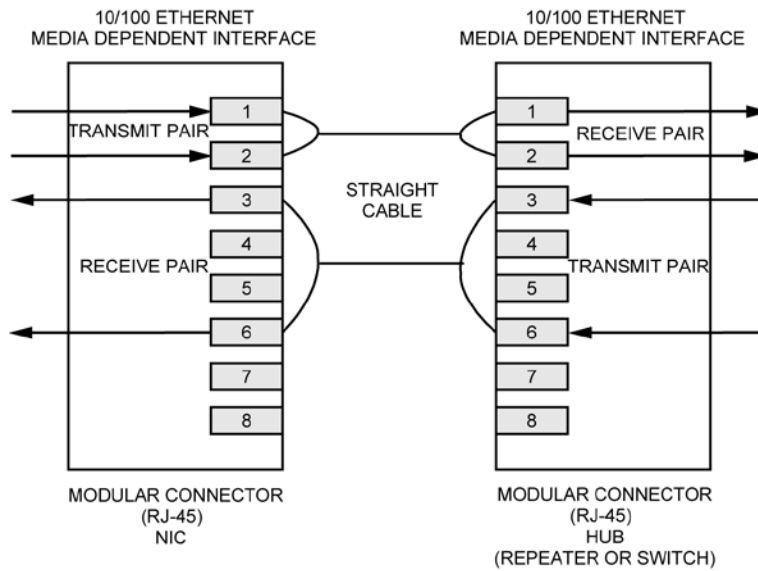 10/100 ETHERNET
MEDIA DEPENDENT INTERFACE
1
TRANSMIT PAIR
2
3
4
RECEIVE PAIR
5
6
7
8
MODULAR CONNECTOR
(RJ-45)
NIC
STRAIGHT
CABLE
10/100 ETHERNET
MEDIA DEPENDENT INTERFACE
1
RECEIVE PAIR
2
3
4
TRANSMIT PAIR
5
6
7
8
MODULAR CONNECTOR
(RJ-45)
HUB
(REPEATER OR SWITCH)